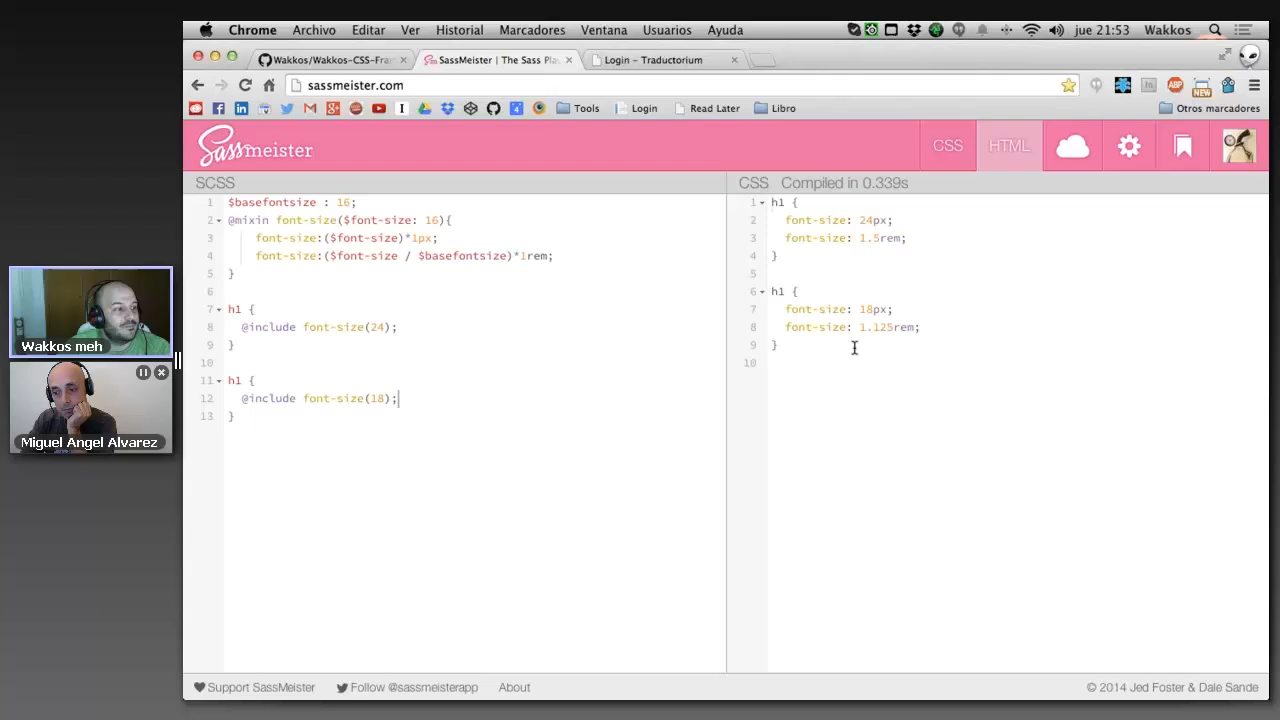 Chrome Archivo Editar Ver Historial Marcadores Ventana Usuarios Ayuda jue 21:53 Wakkos
Wakkos/Wakkos-CSS-Fra
SassMeister | The Sass Pla
Login – Traductorium
sassmeister.com
Tools
Login
Read Later
Libro
Otros marcadores
NEW
ABP
Sassmeister
CSS
HTML
SCSS
1 $basefontsize : 16;
2 @mixin font-size($font-size: 16){
3 font-size:($font-size)*1px;
4 font-size:($font-size / $basefontsize)*1rem;
5 }
6
7 h1 {
8 @include font-size(24);
9 }
10
11 h1 {
12 @include font-size(18);
13 }
CSS Compiled in 0.339s
1 h1 {
2 font-size: 24px;
3 font-size: 1.5rem;
4 }
5
6 h1 {
7 font-size: 18px;
8 font-size: 1.125rem;
9 }
10
Wakkos meh
Miguel Angel Alvarez
Support SassMeister
Follow @sassmeisterapp
About
© 2014 Jed Foster & Dale Sande